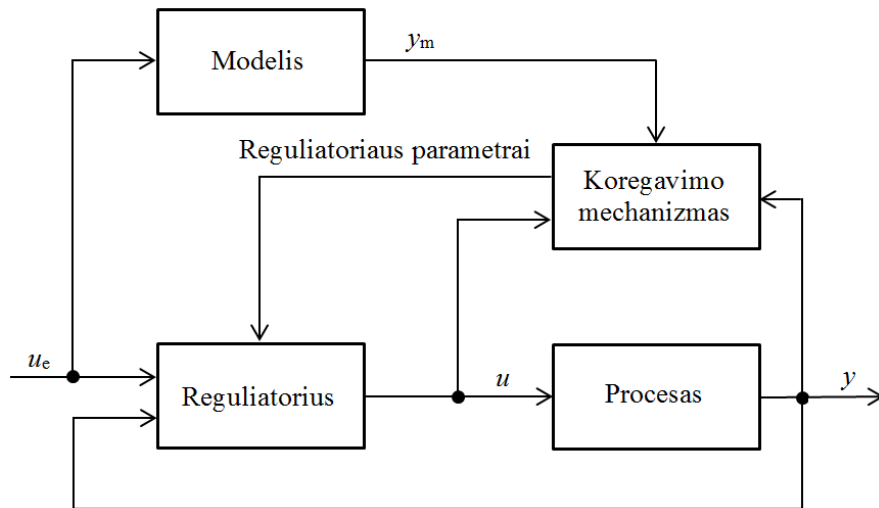 Modelis
yₘ
Reguliatoriaus parametrai
Koregavimo
mechanizmas
uₑ
Reguliatorius
u
Procesas
y